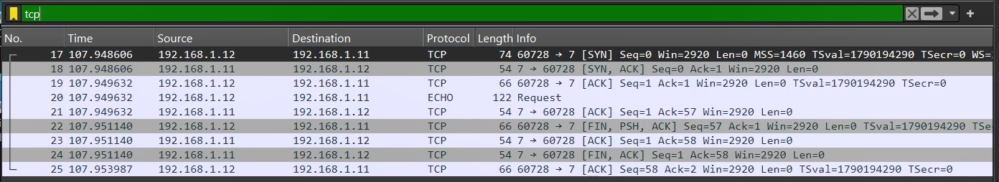 tcp
No. Time Source Destination Protocol Length Info
17 107.948606 192.168.1.12 192.168.1.11 TCP 74 60728 → 7 [SYN] Seq=0 Win=2920 Len=0 MSS=1460 TSval=1790194290 TSecr=0 WS=
18 107.948606 192.168.1.11 192.168.1.12 TCP 54 7 → 60728 [SYN, ACK] Seq=0 Ack=1 Win=2920 Len=0
19 107.949632 192.168.1.12 192.168.1.11 TCP 66 60728 → 7 [ACK] Seq=1 Ack=1 Win=2920 Len=0 TSval=1790194290 TSecr=0
20 107.949632 192.168.1.12 192.168.1.11 ECHO 122 Request
21 107.949632 192.168.1.11 192.168.1.12 TCP 54 7 → 60728 [ACK] Seq=1 Ack=57 Win=2920 Len=0
22 107.951140 192.168.1.12 192.168.1.11 TCP 66 60728 → 7 [FIN, PSH, ACK] Seq=57 Ack=1 Win=2920 Len=0 TSval=1790194290 TSe
23 107.951140 192.168.1.11 192.168.1.12 TCP 54 7 → 60728 [ACK] Seq=1 Ack=58 Win=2920 Len=0
24 107.951140 192.168.1.11 192.168.1.12 TCP 54 7 → 60728 [FIN, ACK] Seq=1 Ack=58 Win=2920 Len=0
25 107.953987 192.168.1.12 192.168.1.11 TCP 66 60728 → 7 [ACK] Seq=58 Ack=2 Win=2920 Len=0 TSval=1790194290 TSecr=0